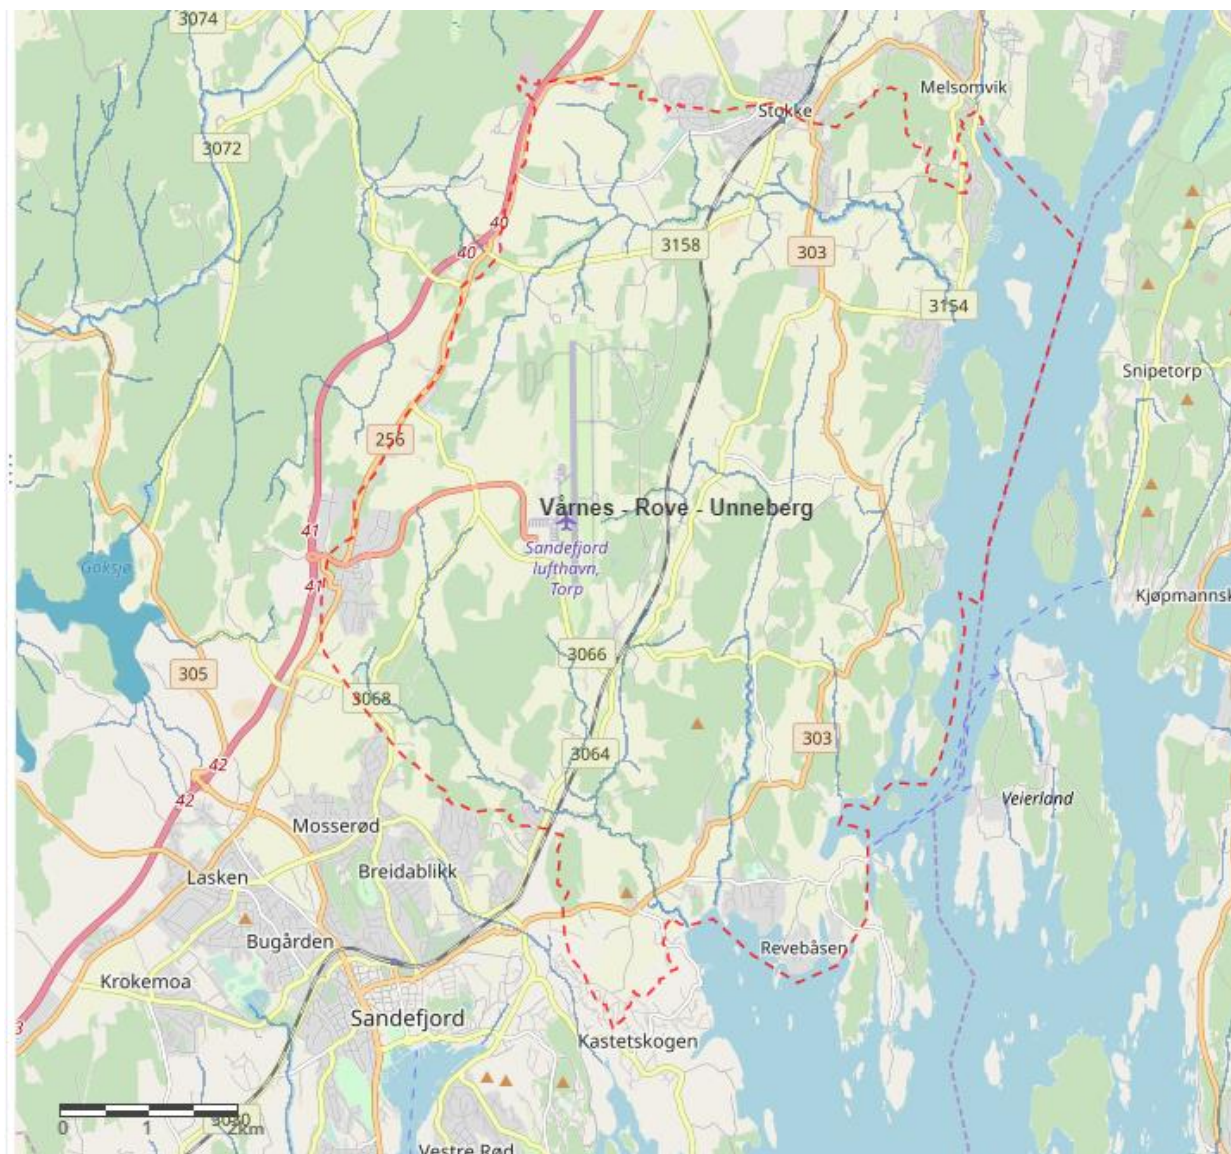 3074
Melsomvik
Stokke
3072
40
40
3158
303
3154
Snipetorp
256
Vårnes - Rove - Unneberg
41
Sandefjord
lufthavn,
Torp
Goksjø
41
3066
305
3068
303
3064
42
42
Veierland
Mosserød
Breidablikk
Lasken
Bugården
Revebåsen
Krokemoa
Sandefjord
Kastetskogen
3
0
1
2km
Vestre Rød